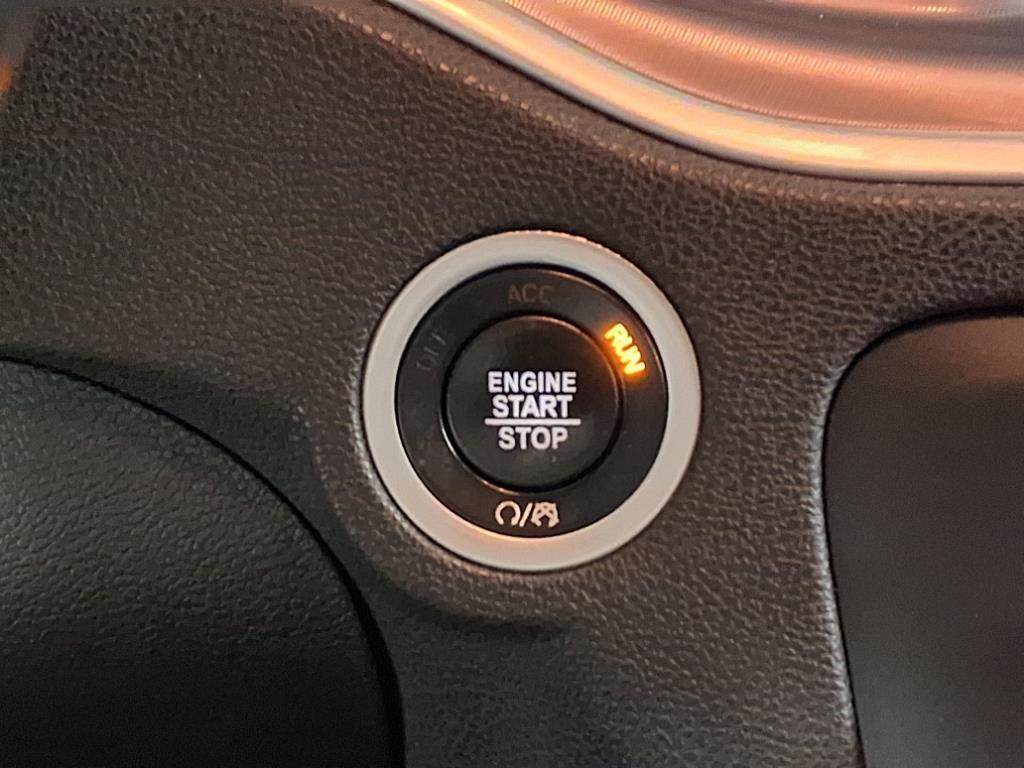 ACC
OFF
RUN
ENGINE
START
STOP